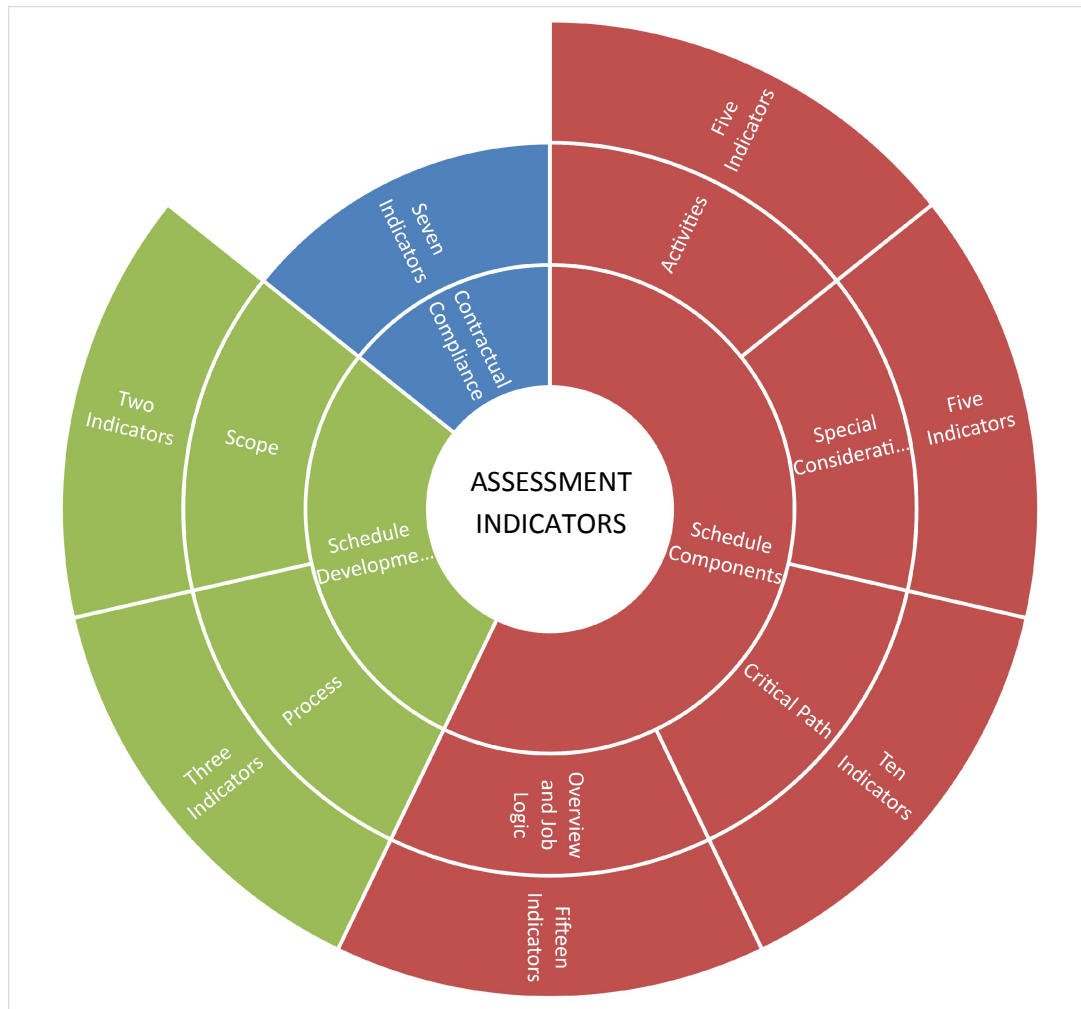 ASSESSMENT
INDICATORS
Schedule
Components
Activities
Five
Indicators
Special
Considerati...
Five
Indicators
Critical Path
Ten
Indicators
Overview
and Job
Logic
Fifteen
Indicators
Schedule
Developme...
Process
Three
Indicators
Scope
Two
Indicators
Contractual
Compliance
Seven
Indicators